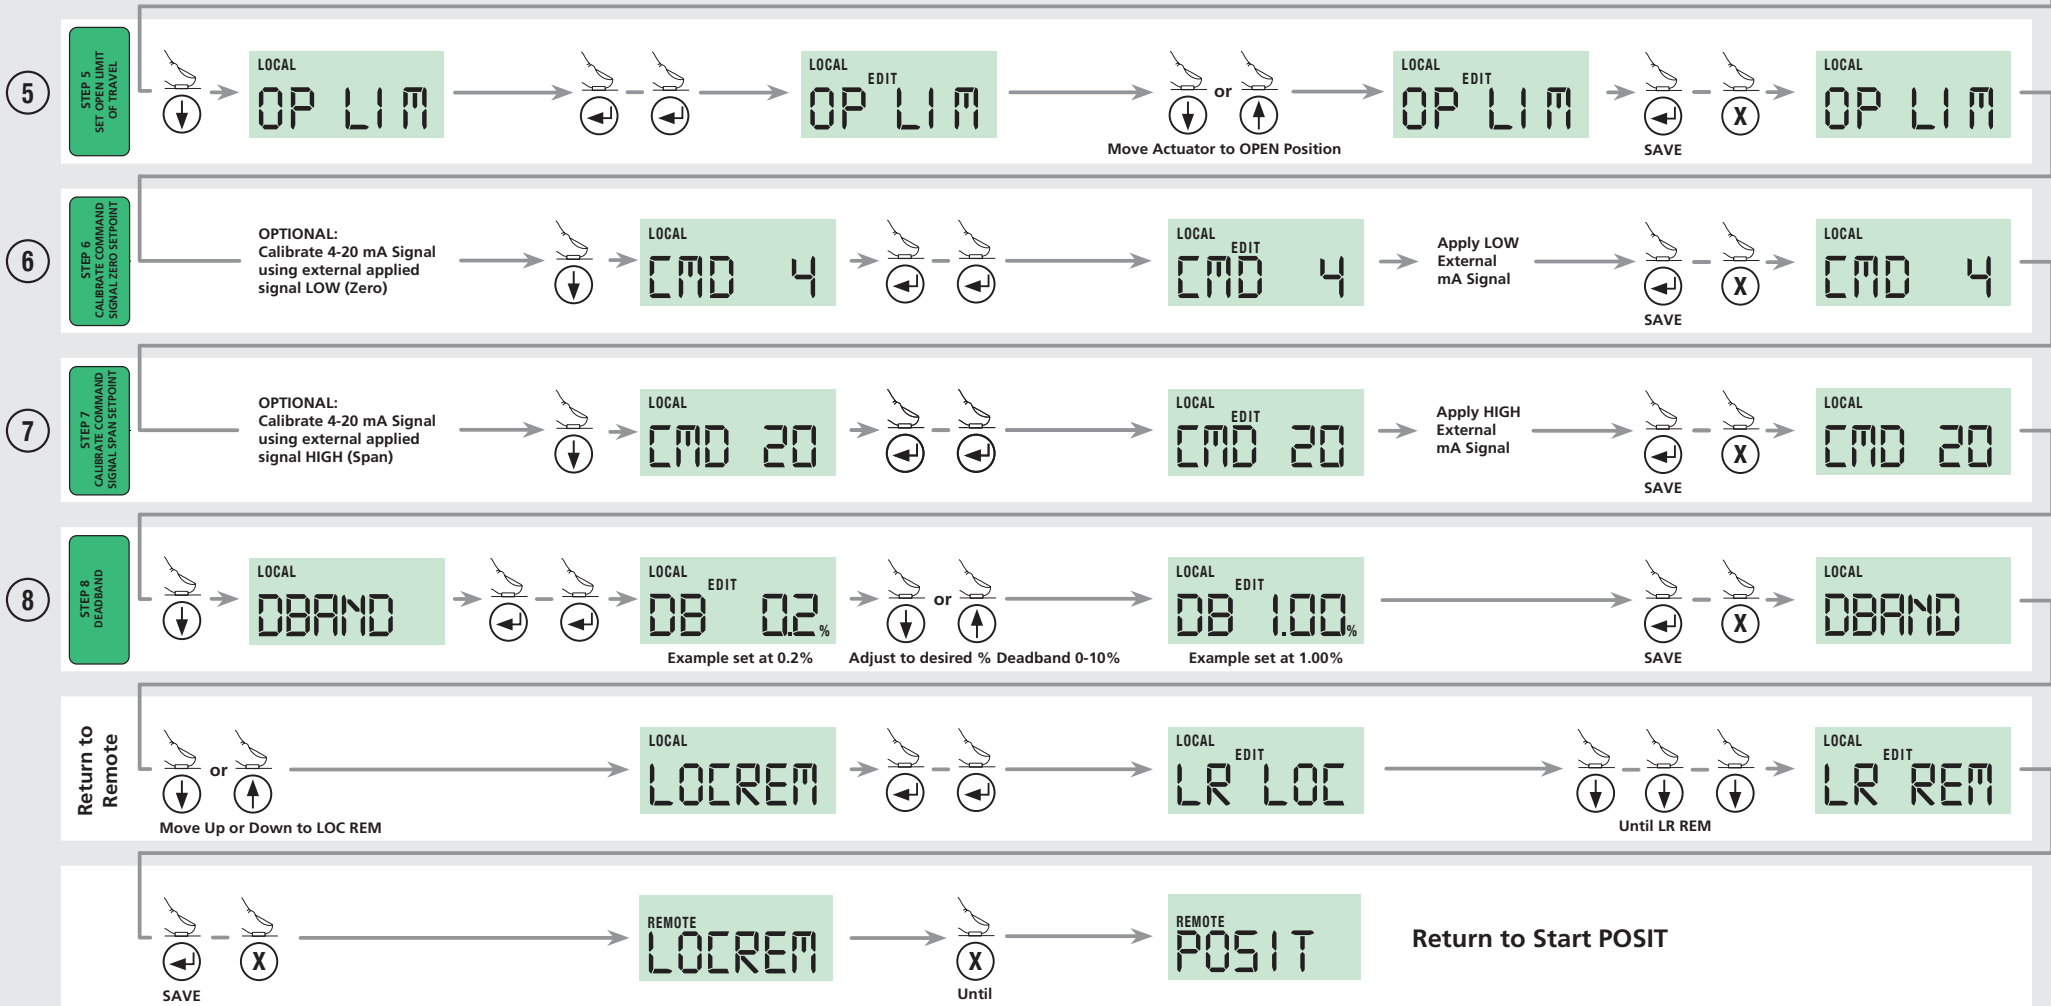 5
STEP 5
SET OPEN LIMIT
OF TRAVEL
LOCAL
OP LIM
LOCAL
EDIT
OP LIM
or
Move Actuator to OPEN Position
LOCAL
EDIT
OP LIM
X
SAVE
LOCAL
OP LIM
6
STEP 6
CALIBRATE COMMAND
SIGNAL ZERO SETPOINT
OPTIONAL:
Calibrate 4-20 mA Signal
using external applied
signal LOW (Zero)
LOCAL
CMD 4
LOCAL
EDIT
CMD 4
Apply LOW
External
mA Signal
X
SAVE
LOCAL
CMD 4
7
STEP 7
CALIBRATE COMMAND
SIGNAL SPAN SETPOINT
OPTIONAL:
Calibrate 4-20 mA Signal
using external applied
signal HIGH (Span)
LOCAL
CMD 20
LOCAL
EDIT
CMD 20
Apply HIGH
External
mA Signal
X
SAVE
LOCAL
CMD 20
8
STEP 8
DEADBAND
LOCAL
DBAND
LOCAL
EDIT
DB 0.2%
Example set at 0.2%
or
Adjust to desired % Deadband 0-10%
LOCAL
EDIT
DB 1.00%
Example set at 1.00%
X
SAVE
LOCAL
DBAND
Return to
Remote
or
Move Up or Down to LOC REM
LOCAL
LOCREM
LOCAL
EDIT
LR LOC
Until LR REM
LOCAL
EDIT
LR REM
X
SAVE
REMOTE
LOCREM
X
Until
REMOTE
POSIT
Return to Start POSIT